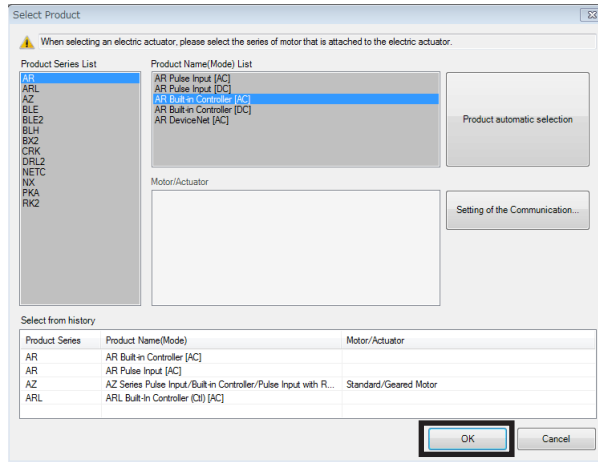 Select Product
When selecting an electric actuator, please select the series of motor that is attached to the electric actuator.
Product Series List
AR
ARL
AZ
BLE
BLE2
BLH
BX2
CRK
DRL2
NETC
NX
PKA
RK2
Product Name(Mode) List
AR Pulse Input [AC]
AR Pulse Input [DC]
AR Built-in Controller [AC]
AR Built-in Controller [DC]
AR DeviceNet [AC]
Product automatic selection
Motor/Actuator
Setting of the Communication...
Select from history
Product Series Product Name(Mode) Motor/Actuator
AR AR Built-in Controller [AC]
AR AR Pulse Input [AC]
AZ AZ Series Pulse Input/Built-in Controller/Pulse Input with R... Standard/Geared Motor
ARL ARL Built-In Controller (Ctl) [AC]
OK Cancel